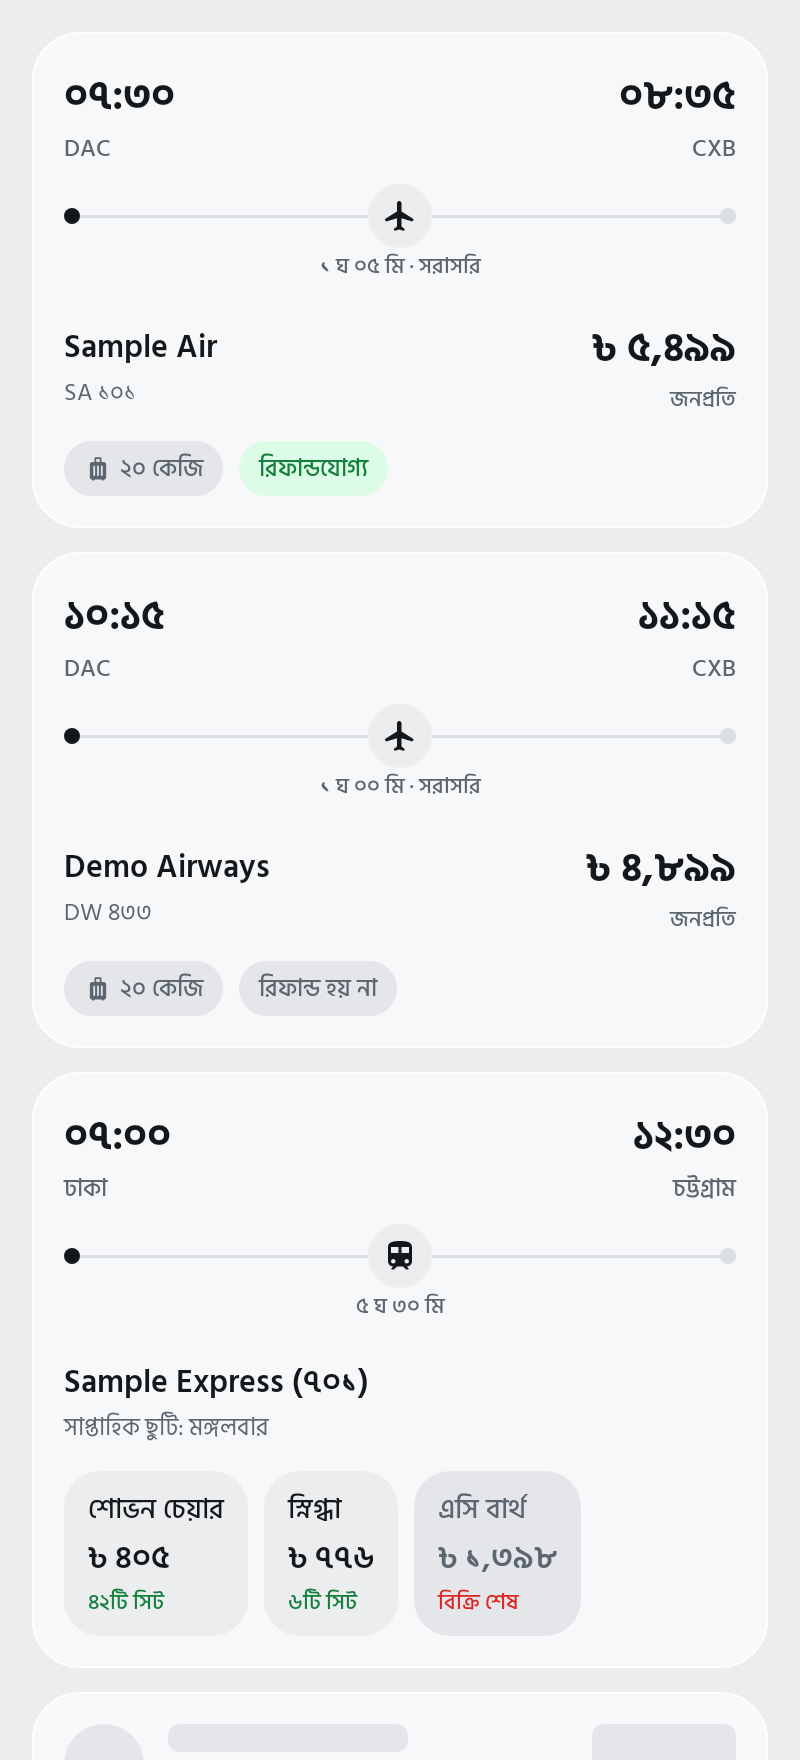 ০৭:৩০ ০৮:৩৫
DAC CXB
১ ঘ ০৫ মি · সরাসরি
Sample Air ৳ ৫,৪৯৯
SA ১০১ জনপ্রতি
২০ কেজি রিফান্ডযোগ্য
১০:১৫ ১১:১৫
DAC CXB
১ ঘ ০০ মি · সরাসরি
Demo Airways ৳ ৪,৮৯৯
DW ৪৩৩ জনপ্রতি
২০ কেজি রিফান্ড হয় না
০৭:০০ ১২:৩০
ঢাকা চট্টগ্রাম
৫ ঘ ৩০ মি
Sample Express (৭০১)
সাপ্তাহিক ছুটি: মঙ্গলবার
শোভন চেয়ার স্নিগ্ধা এসি বার্থ
৳ ৪০৫ ৳ ৭৭৬ ৳ ১,৩৯৮
৪২টি সিট ৬টি সিট বিক্রি শেষ